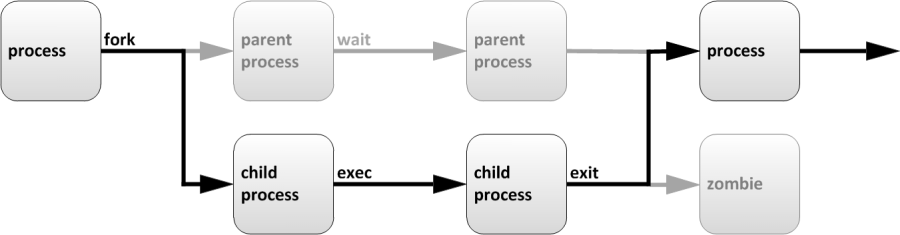 process
fork
parent
process
wait
parent
process
process
child
process
exec
child
process
exit
zombie